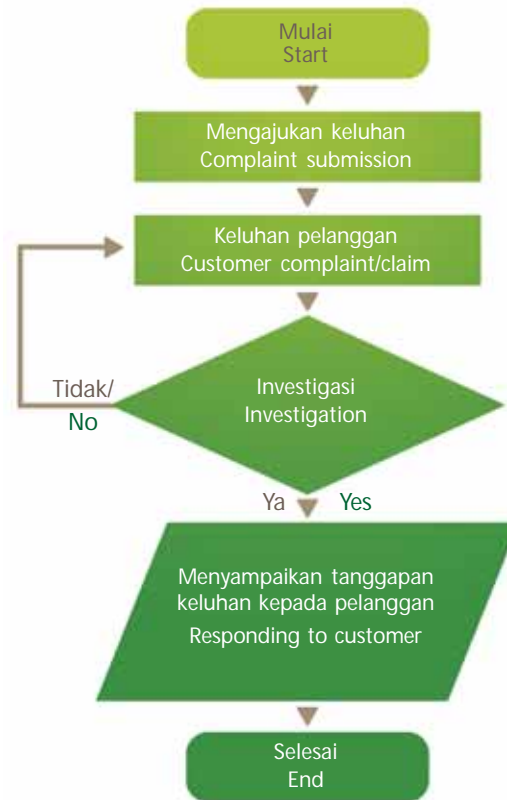 Mulai
Start
Mengajukan keluhan
Complaint submission
Keluhan pelanggan
Customer complaint/claim
Investigasi
Investigation
Tidak/
No
Ya Yes
Menyampaikan tanggapan
keluhan kepada pelanggan
Responding to customer
Selesai
End